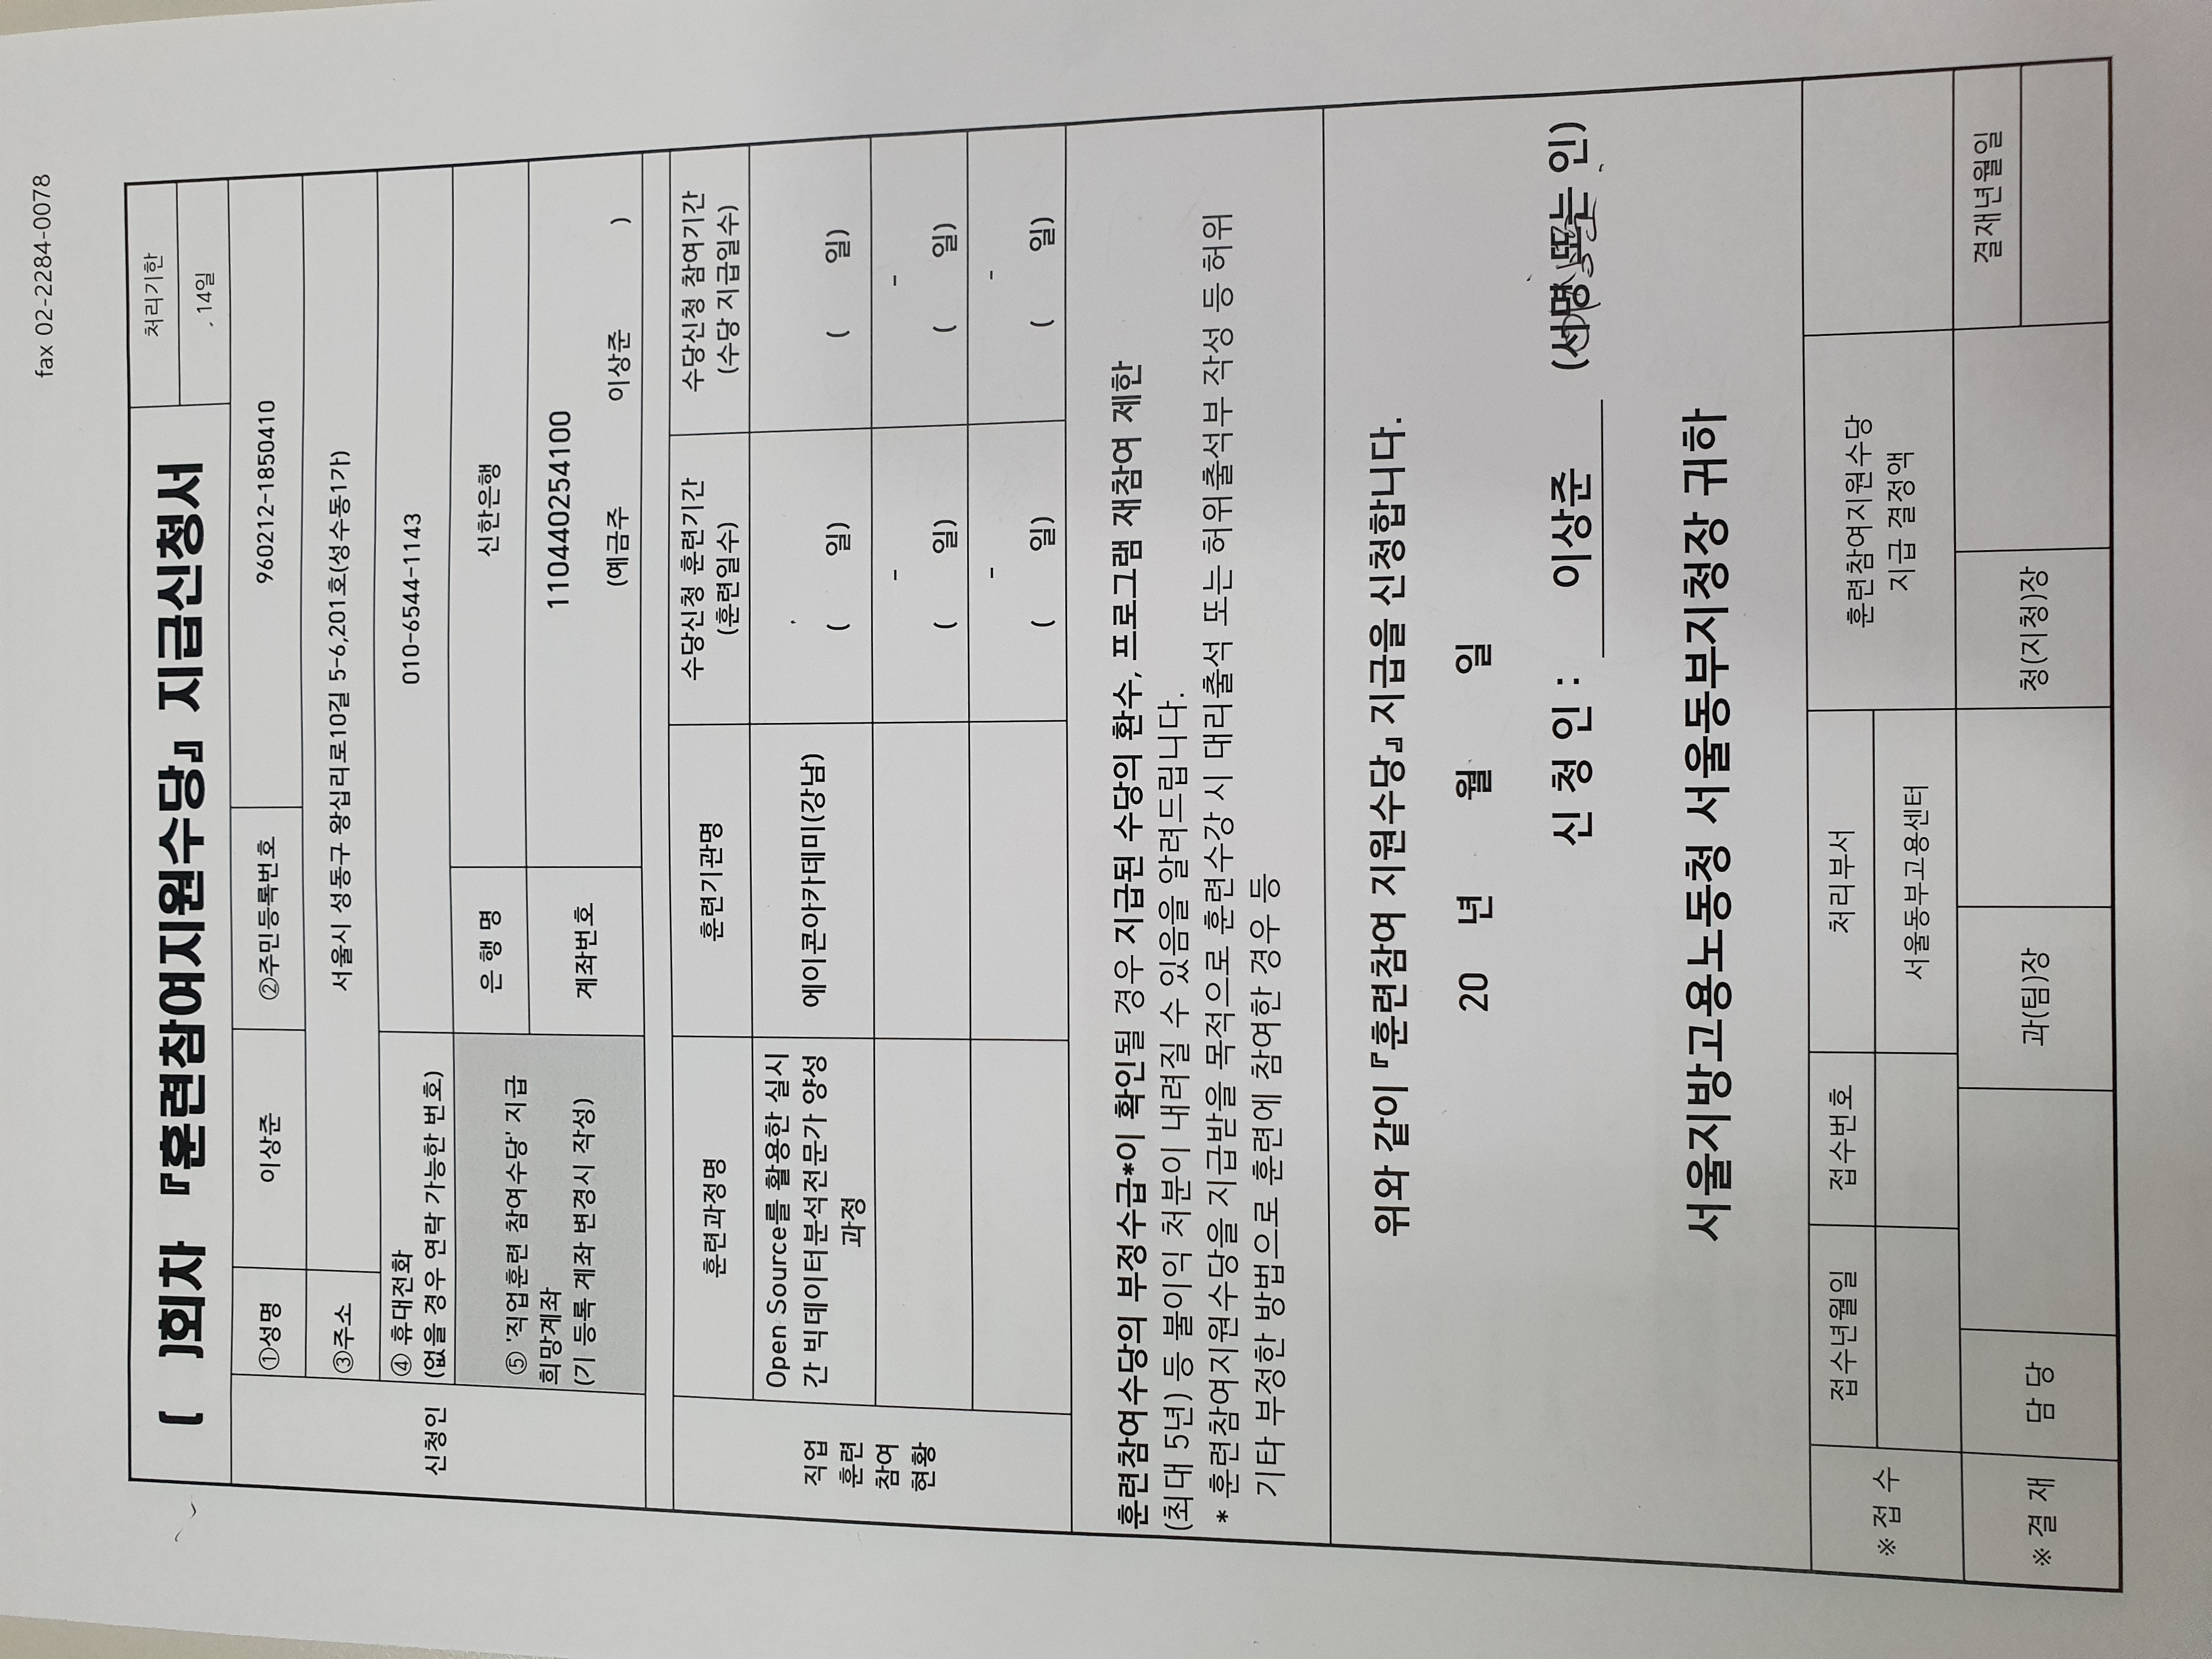 fax 02-2284-0078
(  )회차 『훈련참여지원수당』 지급신청서
처리기한
14일
신청인
①성명
이상준
②주민등록번호
960212-1850410
③주소
서울시 성동구 왕십리로10길 5-6,201호(성수동1가)
④ 휴대전화
(없을 경우 연락 가능한 번호)
010-6544-1143
⑤ '직업훈련 참여수당' 지급
희망계좌
(기 등록 계좌 변경시 작성)
은 행 명
신한은행
계좌번호
110440254100
(예금주 이상준 )
직업
훈련
참여
현황
훈련과정명
훈련기관명
수당신청 훈련기간
(훈련일수)
수당신청 참여기간
(수당 지급일수)
Open Source를 활용한 실시
간 빅데이터분석전문가 양성
과정
에이콘아카데미(강남)
( 일)
( 일)
-
( 일)
-
( 일)
-
( 일)
-
( 일)
훈련참여수당의 부정수급*이 확인될 경우 지급된 수당의 환수, 프로그램 재참여 제한
(최대 5년) 등 불이익 처분이 내려질 수 있음을 알려드립니다.
* 훈련참여지원수당을 지급받을 목적으로 훈련수강 시 대리출석 또는 허위출석부 작성 등 허위
기타 부정한 방법으로 훈련에 참여한 경우 등
위와 같이 『훈련참여 지원수당』 지급을 신청합니다.
20 년 월 일
신 청 인 : 이상준 (서명 또는 인)
이상준
서울지방고용노동청 서울동부지청장 귀하
※ 접 수
접수년월일
접수번호
처리부서
서울동부고용센터
훈련참여지원수당
지급 결정액
※ 결 재
담 당
과(팀)장
청(지청)장
결재년월일